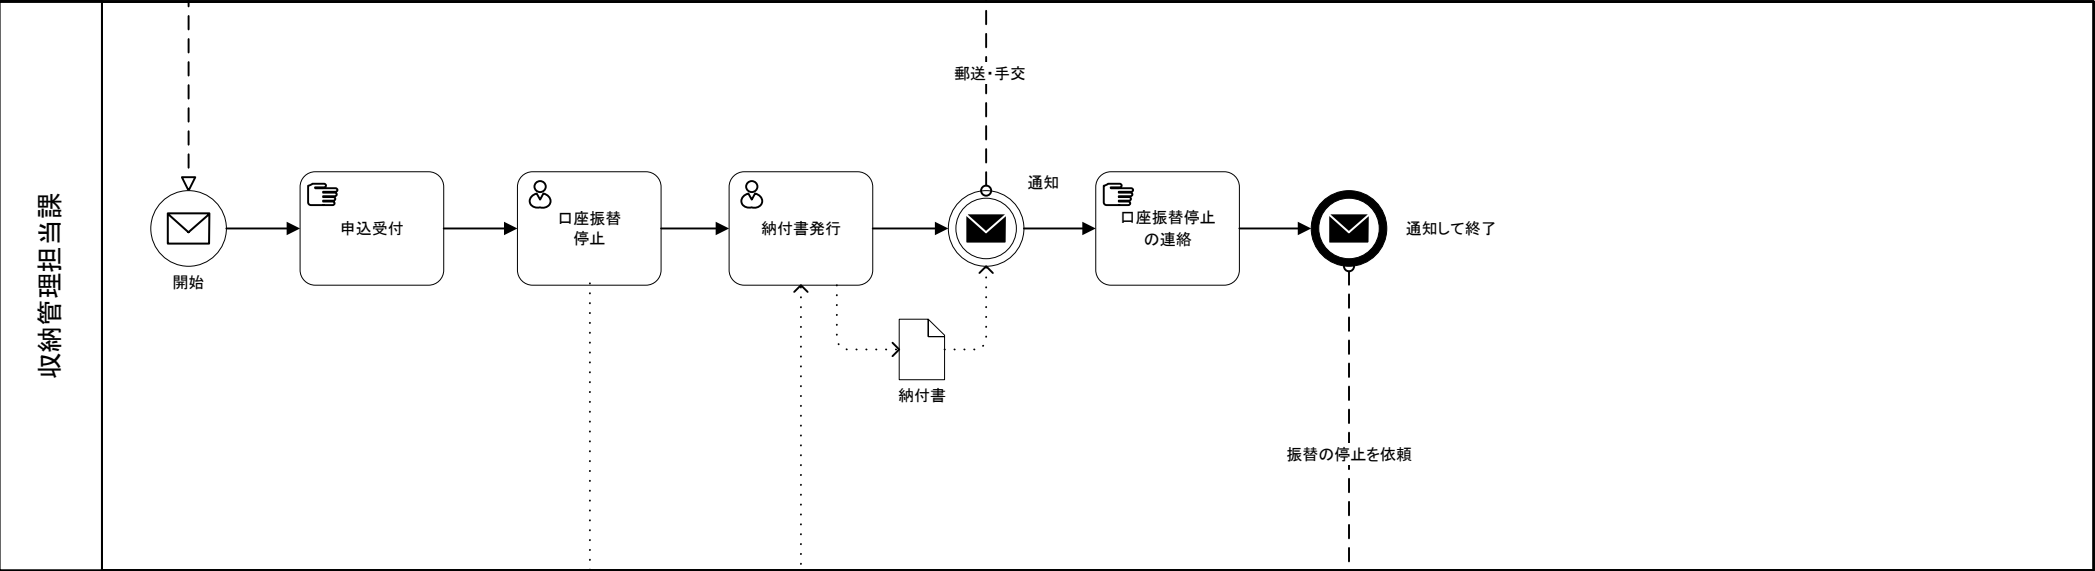 収納管理担当課
郵送・手交
通知
開始
申込受付
口座振替
停止
納付書発行
口座振替停止
の連絡
通知して終了
納付書
振替の停止を依頼